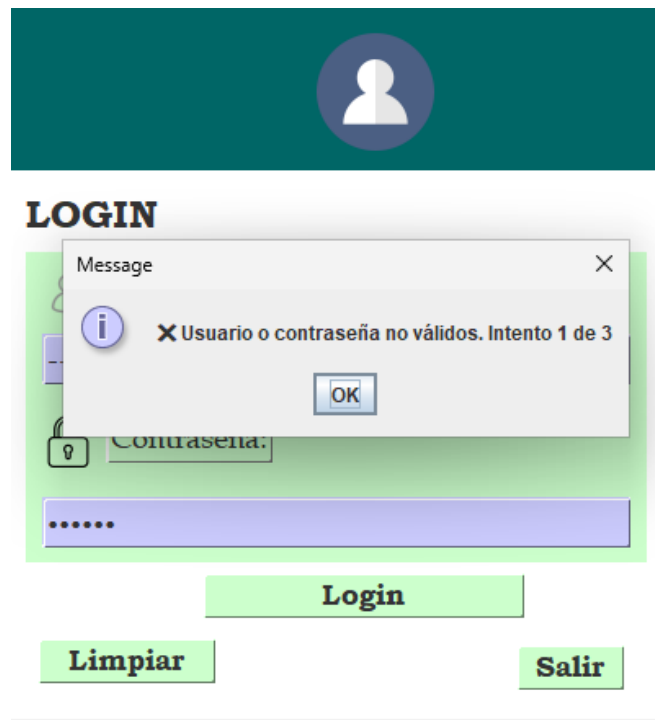 LOGIN
Message
❌Usuario o contraseña no válidos. Intento 1 de 3
OK
Contraseña:
••••••
Login
Limpiar
Salir